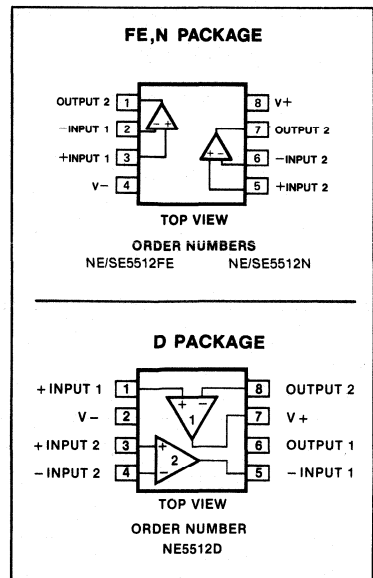 FE,N PACKAGE
OUTPUT 2 1 8 V+
−INPUT 1 2 − + 7 OUTPUT 2
+INPUT 1 3 + − 6 −INPUT 2
V− 4 5 +INPUT 2
TOP VIEW
ORDER NUMBERS
NE/SE5512FE NE/SE5512N
D PACKAGE
+INPUT 1 1 + − 8 OUTPUT 2
V− 2 1 7 V+
+INPUT 2 3 + 2 6 OUTPUT 1
−INPUT 2 4 − 5 −INPUT 1
TOP VIEW
ORDER NUMBER
NE5512D